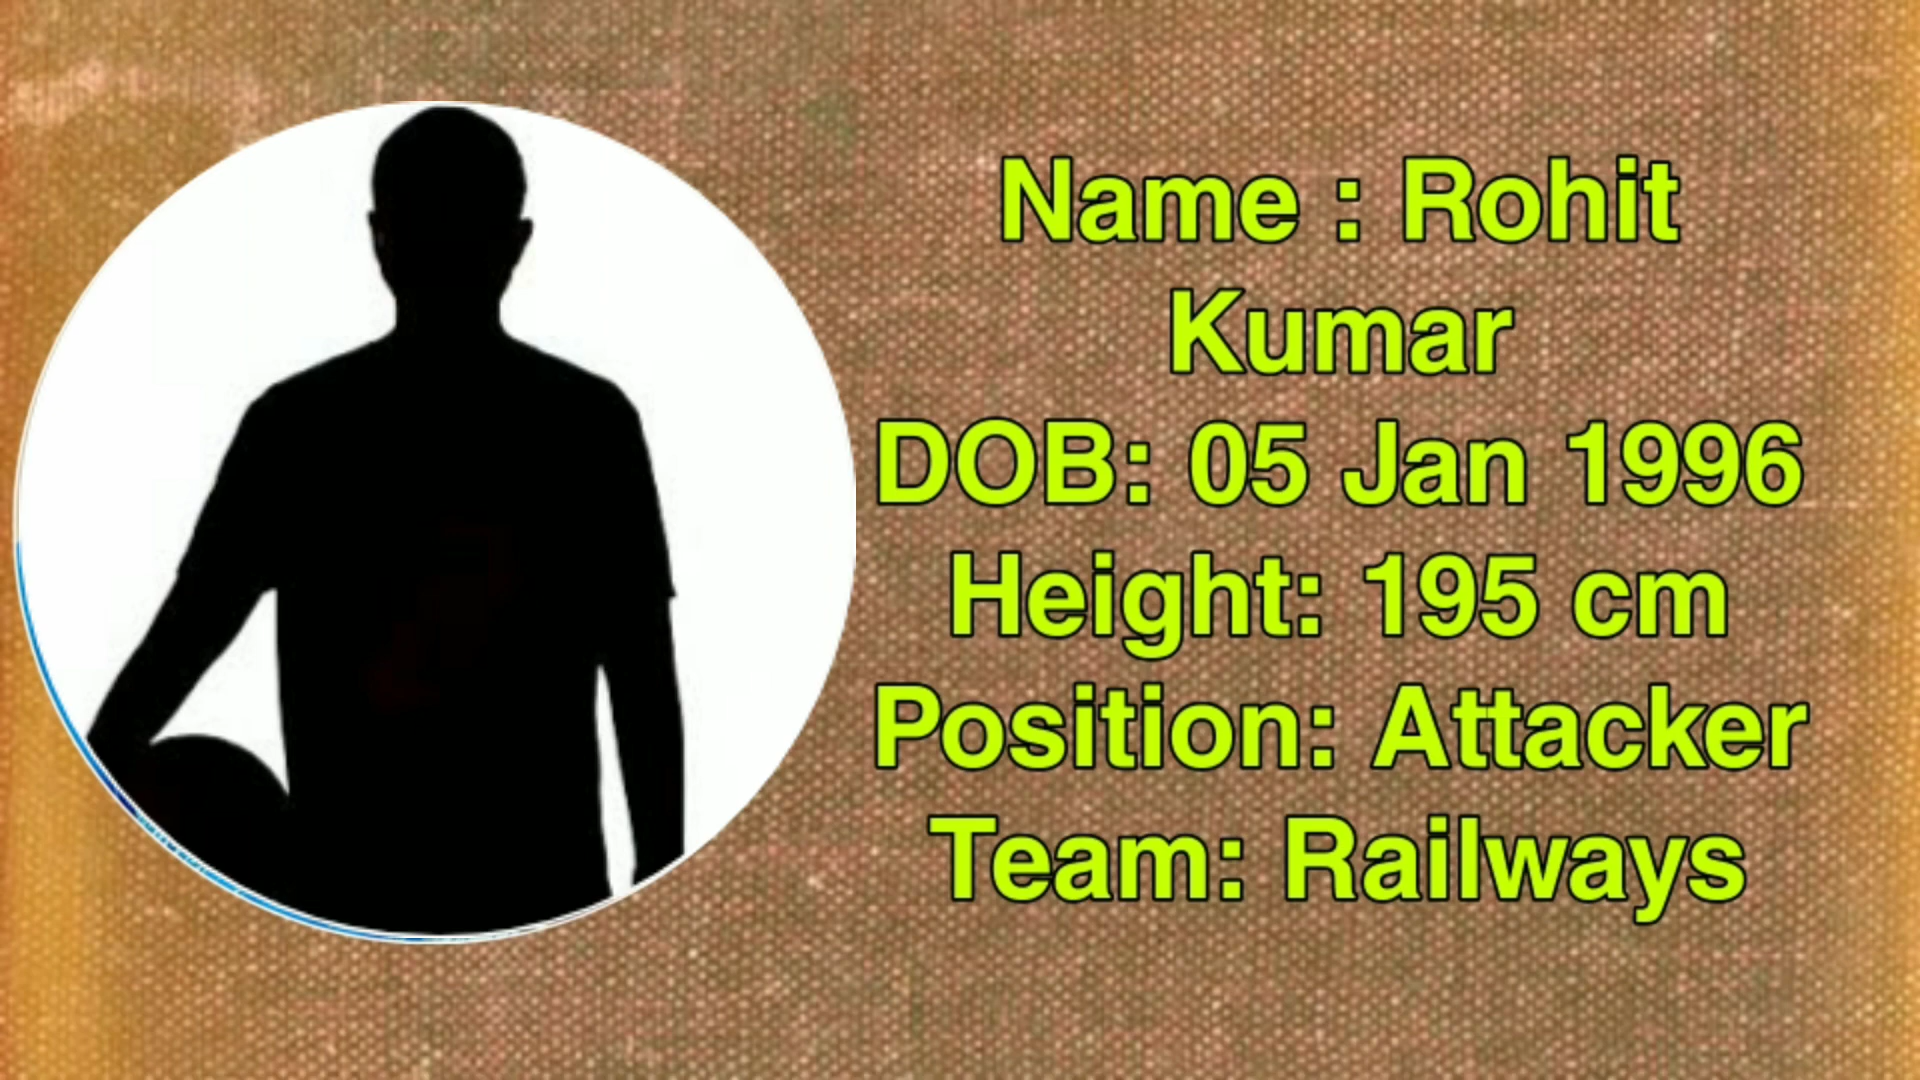 Name : Rohit
Kumar
DOB: 05 Jan 1996
Height: 195 cm
Position: Attacker
Team: Railways